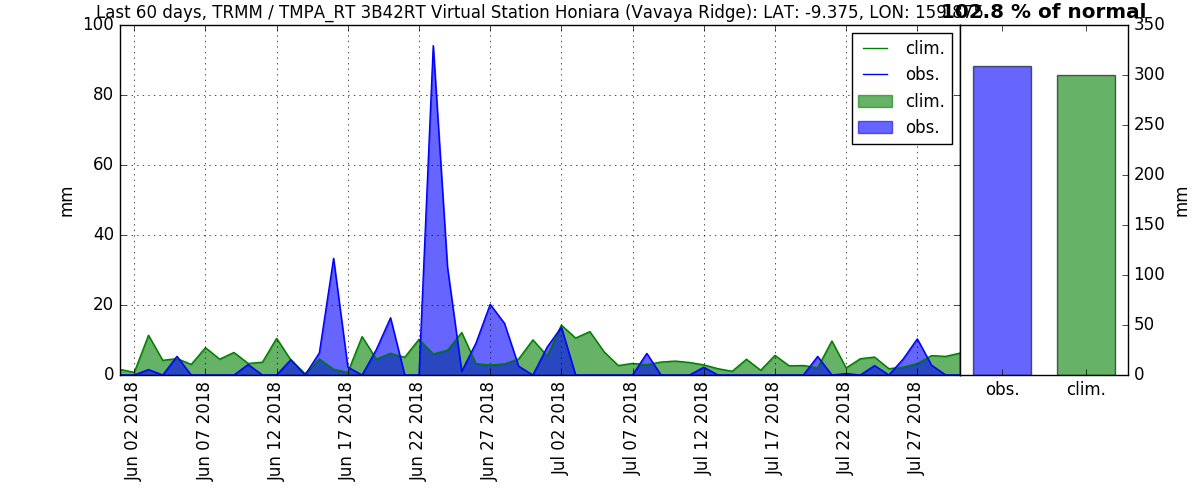 Last 60 days, TRMM / TMPA_RT 3B42RT Virtual Station Honiara (Vavaya Ridge): LAT: -9.375, LON:
102.8 % of normal
100
80
60
40
20
0
mm
clim.
obs.
clim.
obs.
350
300
250
200
150
100
50
0
mm
obs.
clim.
Jun 02 2018
Jun 07 2018
Jun 12 2018
Jun 17 2018
Jun 22 2018
Jun 27 2018
Jul 02 2018
Jul 07 2018
Jul 12 2018
Jul 17 2018
Jul 22 2018
Jul 27 2018